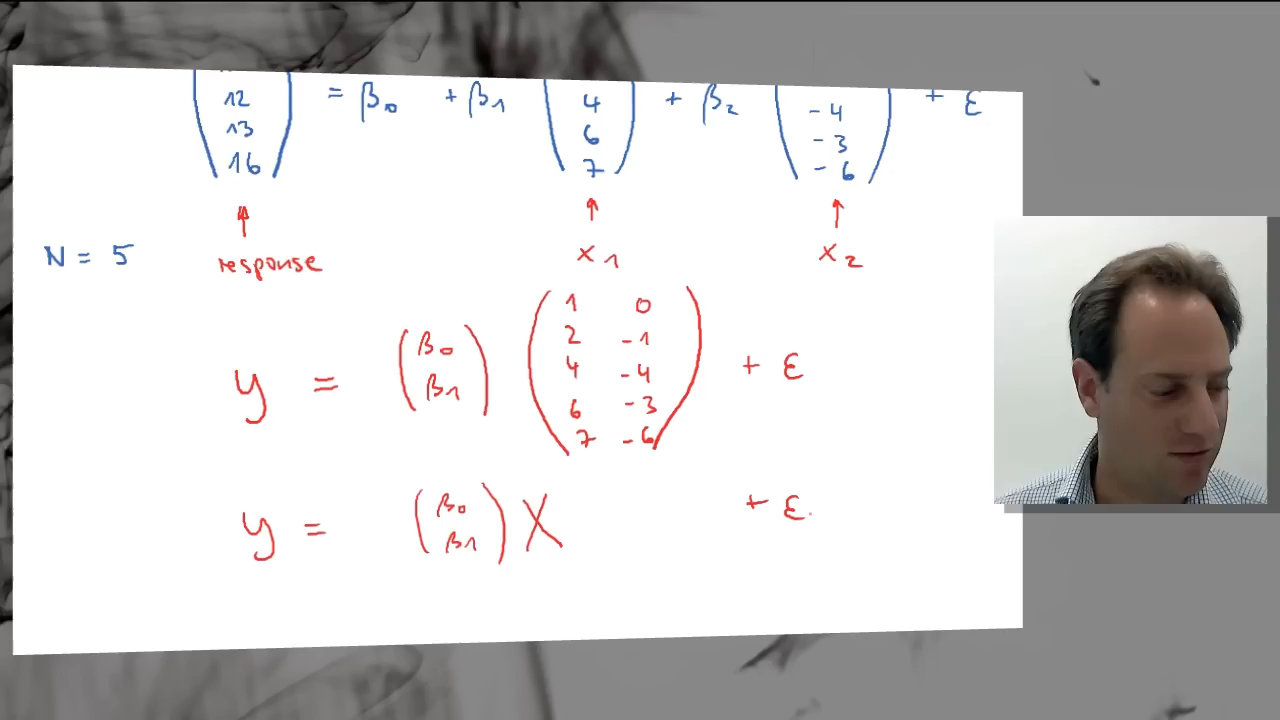 12 4 -4
13 = β₀ + β₁ 6 + β₂ -3 + ε
16 7 -6
↑ ↑ ↑
N = 5 response x₁ x₂
1 0
2 -1
y = (β₀ β₁) 4 -4 + ε
6 -3
7 -6
y = (β₀ β₁) X + ε